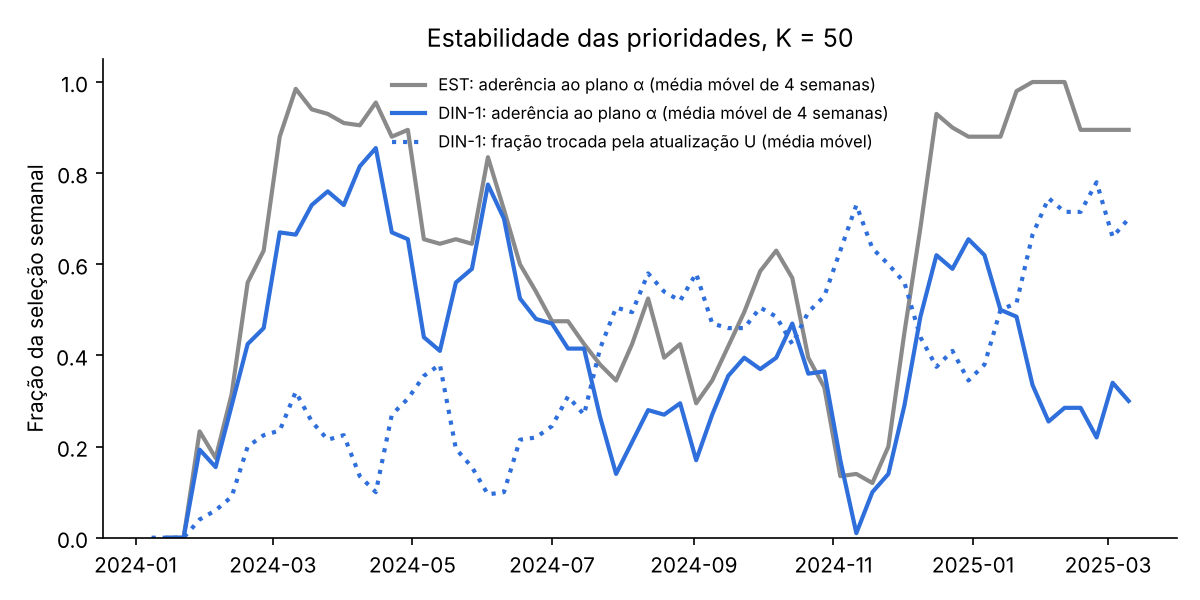 Estabilidade das prioridades, K = 50
EST: aderência ao plano α (média móvel de 4 semanas)
DIN-1: aderência ao plano α (média móvel de 4 semanas)
DIN-1: fração trocada pela atualização U (média móvel)
Fração da seleção semanal
1.0
0.8
0.6
0.4
0.2
0.0
2024-01 2024-03 2024-05 2024-07 2024-09 2024-11 2025-01 2025-03